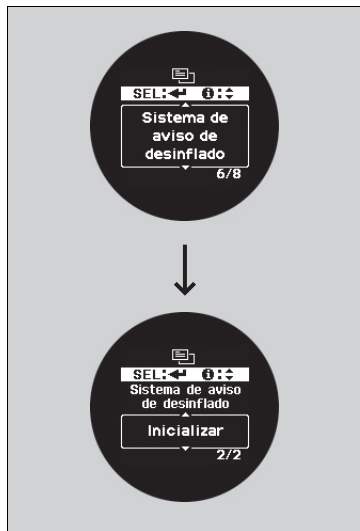 SEL:↵ ℹ:⬍
Sistema de
aviso de
desinflado
6/8
SEL:↵ ℹ:⬍
Sistema de aviso
de desinflado
Inicializar
2/2